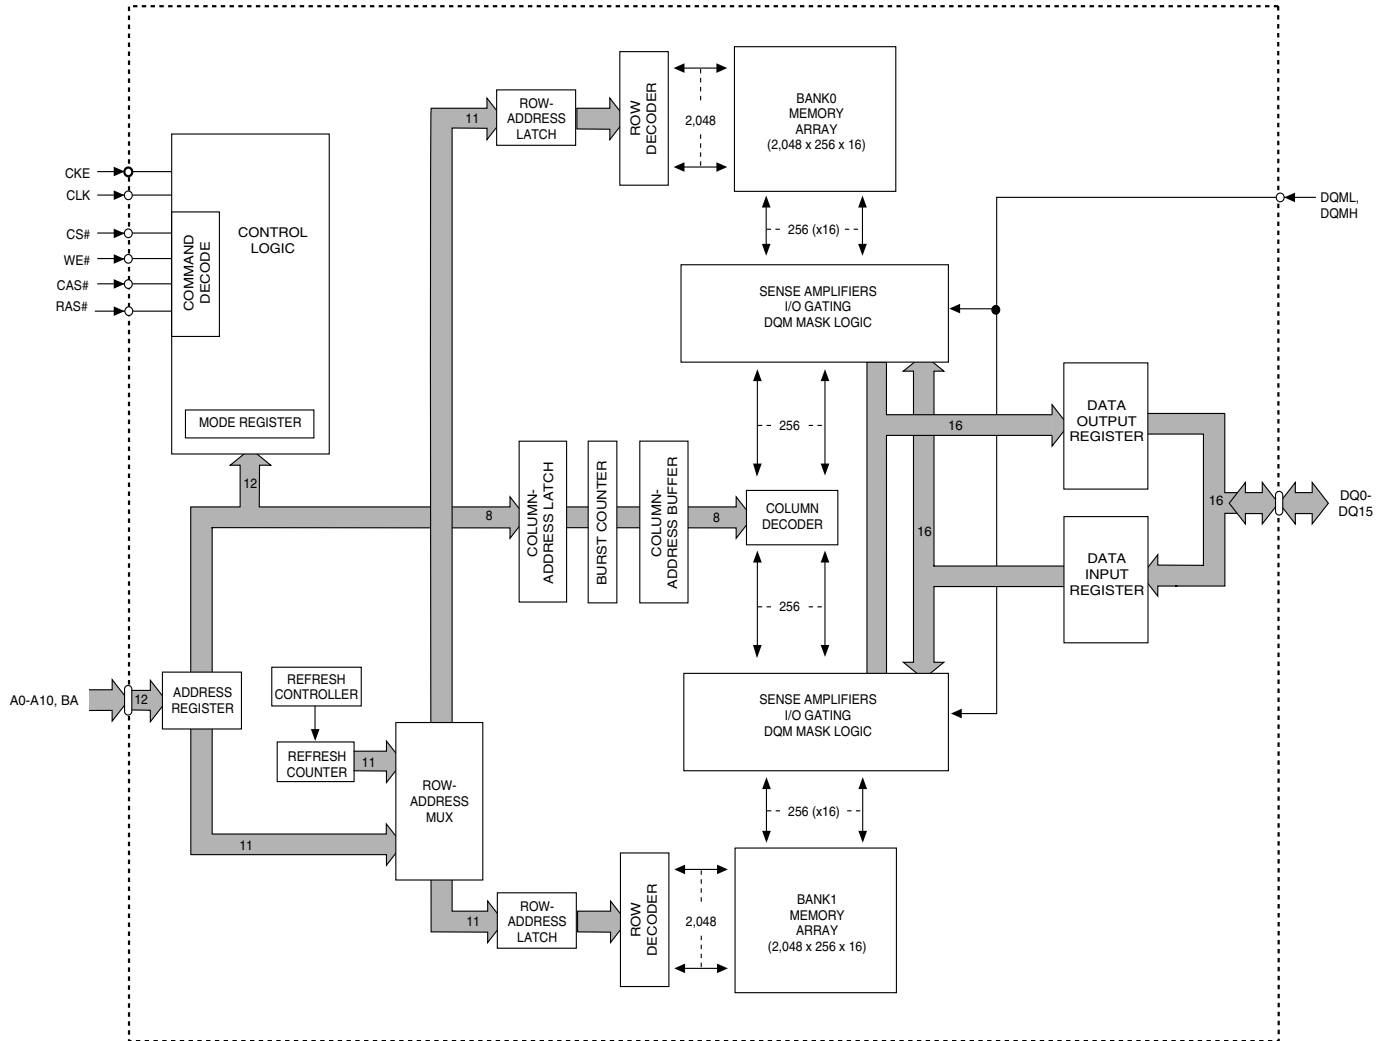 CKE
CLK
CS#
WE#
CAS#
RAS#
COMMAND
DECODE
CONTROL
LOGIC
MODE REGISTER
12
11
ROW-
ADDRESS
LATCH
ROW
DECODER
2,048
BANK0
MEMORY
ARRAY
(2,048 x 256 x 16)
256 (x16)
SENSE AMPLIFIERS
I/O GATING
DQM MASK LOGIC
DQML,
DQMH
256
16
DATA
OUTPUT
REGISTER
8
COLUMN-
ADDRESS LATCH
BURST COUNTER
COLUMN-
ADDRESS BUFFER
8
COLUMN
DECODER
16
16
DQ0-
DQ15
DATA
INPUT
REGISTER
256
A0-A10, BA
12
ADDRESS
REGISTER
REFRESH
CONTROLLER
REFRESH
COUNTER
11
ROW-
ADDRESS
MUX
11
SENSE AMPLIFIERS
I/O GATING
DQM MASK LOGIC
256 (x16)
11
ROW-
ADDRESS
LATCH
ROW
DECODER
2,048
BANK1
MEMORY
ARRAY
(2,048 x 256 x 16)